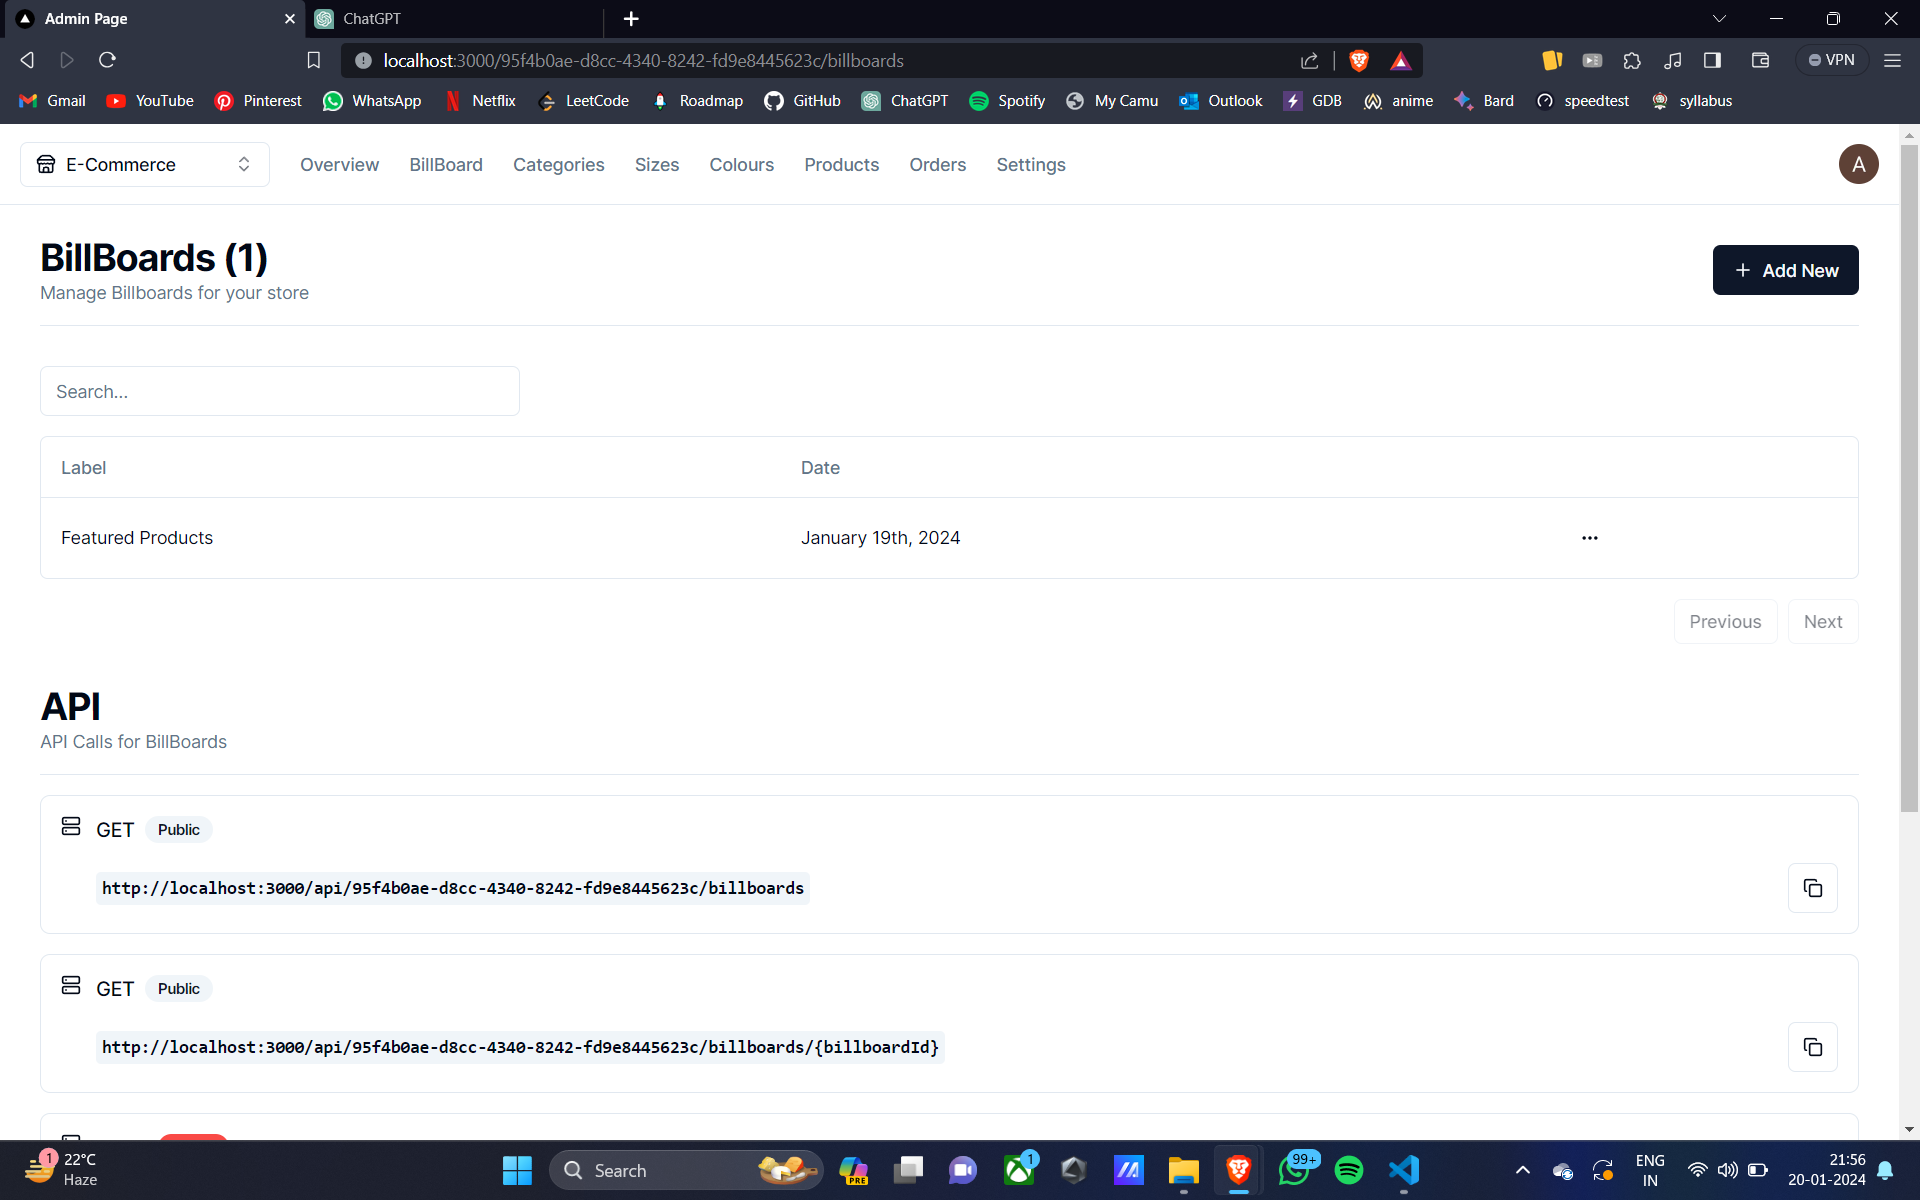 Admin Page
ChatGPT
localhost:3000/95f4b0ae-d8cc-4340-8242-fd9e8445623c/billboards
VPN
Gmail YouTube Pinterest WhatsApp Netflix LeetCode Roadmap GitHub ChatGPT Spotify My Camu Outlook GDB anime Bard speedtest syllabus
E-Commerce Overview BillBoard Categories Sizes Colours Products Orders Settings A
BillBoards (1)
Manage Billboards for your store
+ Add New
Search...
Label Date
Featured Products January 19th, 2024 ...
Previous Next
API
API Calls for BillBoards
GET Public
http://localhost:3000/api/95f4b0ae-d8cc-4340-8242-fd9e8445623c/billboards
GET Public
http://localhost:3000/api/95f4b0ae-d8cc-4340-8242-fd9e8445623c/billboards/{billboardId}
1
22°C
Haze
Search
PRE
1
99+
ENG
IN
21:56
20-01-2024